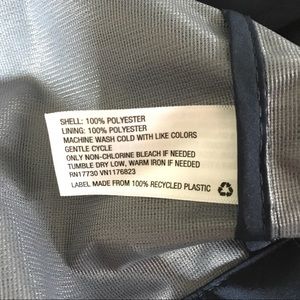 SHELL: 100% POLYESTER
LINING: 100% POLYESTER
MACHINE WASH COLD WITH LIKE COLORS
GENTLE CYCLE
ONLY NON-CHLORINE BLEACH IF NEEDED
TUMBLE DRY LOW, WARM IRON IF NEEDED
RN17730 VN1176823
LABEL MADE FROM 100% RECYCLED PLASTIC